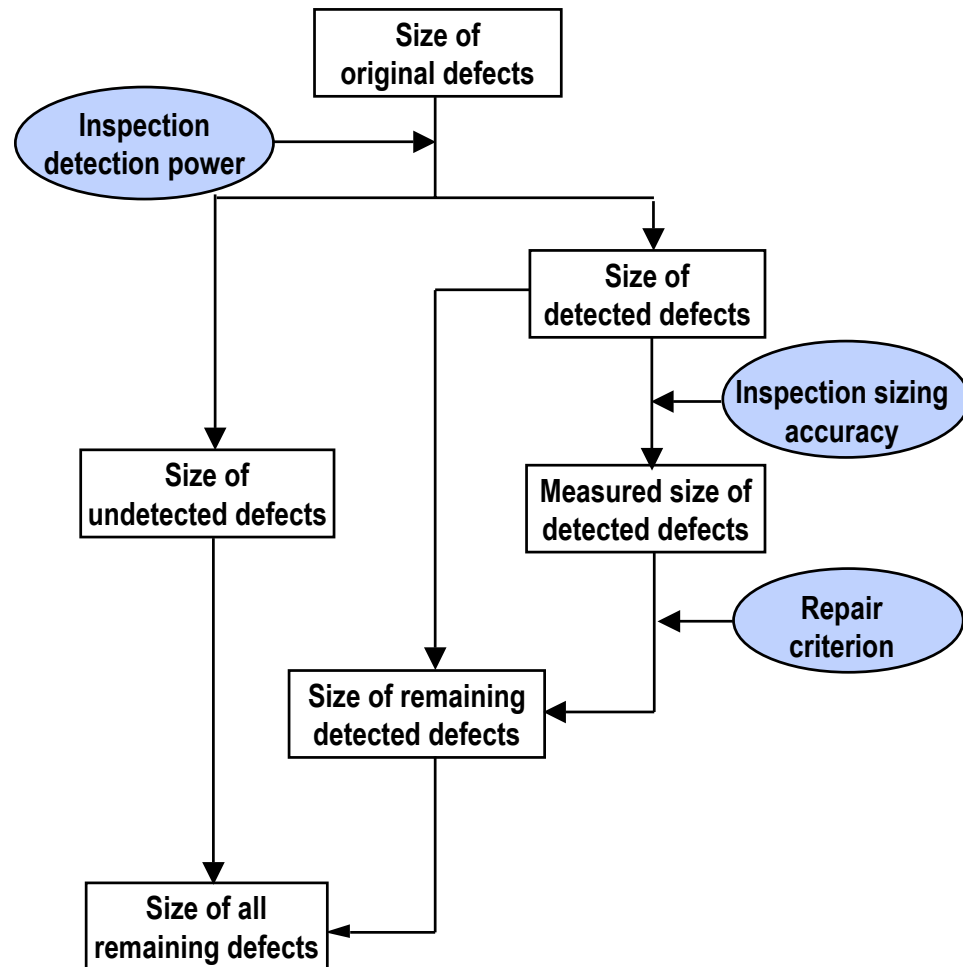 Size of
original defects
Inspection
detection power
Size of
detected defects
Inspection sizing
accuracy
Size of
undetected defects
Measured size of
detected defects
Repair
criterion
Size of remaining
detected defects
Size of all
remaining defects